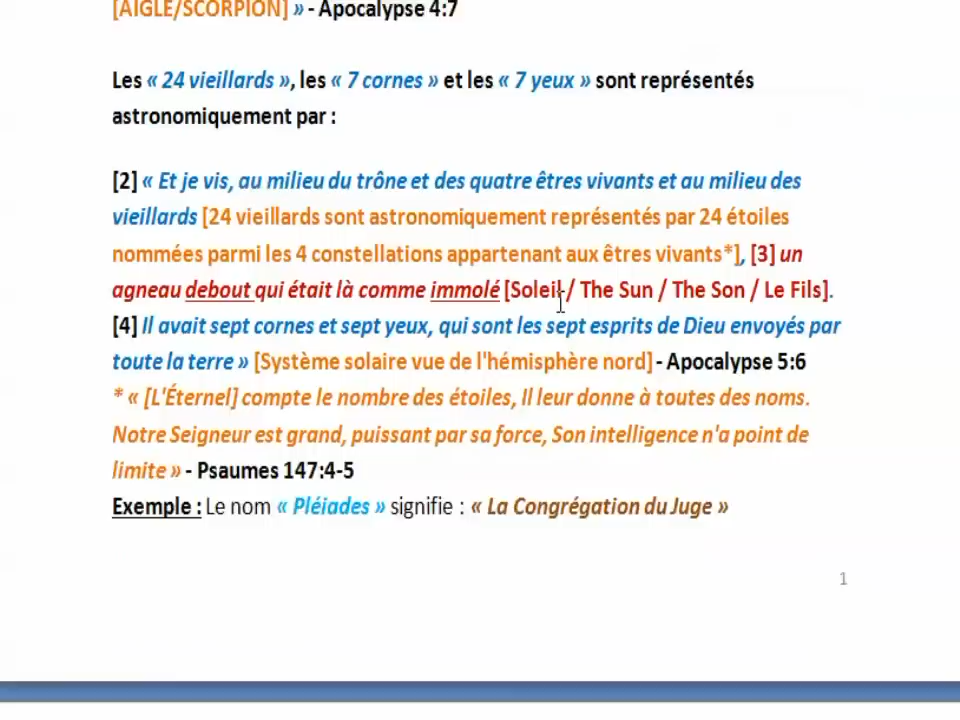 [AIGLE/SCORPION] » - Apocalypse 4:7
Les « 24 vieillards », les « 7 cornes » et les « 7 yeux » sont représentés
astronomiquement par :
[2] « Et je vis, au milieu du trône et des quatre êtres vivants et au milieu des
vieillards [24 vieillards sont astronomiquement représentés par 24 étoiles
nommées parmi les 4 constellations appartenant aux êtres vivants*], [3] un
agneau debout qui était là comme immolé [Soleil / The Sun / The Son / Le Fils].
[4] Il avait sept cornes et sept yeux, qui sont les sept esprits de Dieu envoyés par
toute la terre » [Système solaire vue de l'hémisphère nord] - Apocalypse 5:6
* « [L'Éternel] compte le nombre des étoiles, Il leur donne à toutes des noms.
Notre Seigneur est grand, puissant par sa force, Son intelligence n'a point de
limite » - Psaumes 147:4-5
Exemple : Le nom « Pléiades » signifie : « La Congrégation du Juge »
1